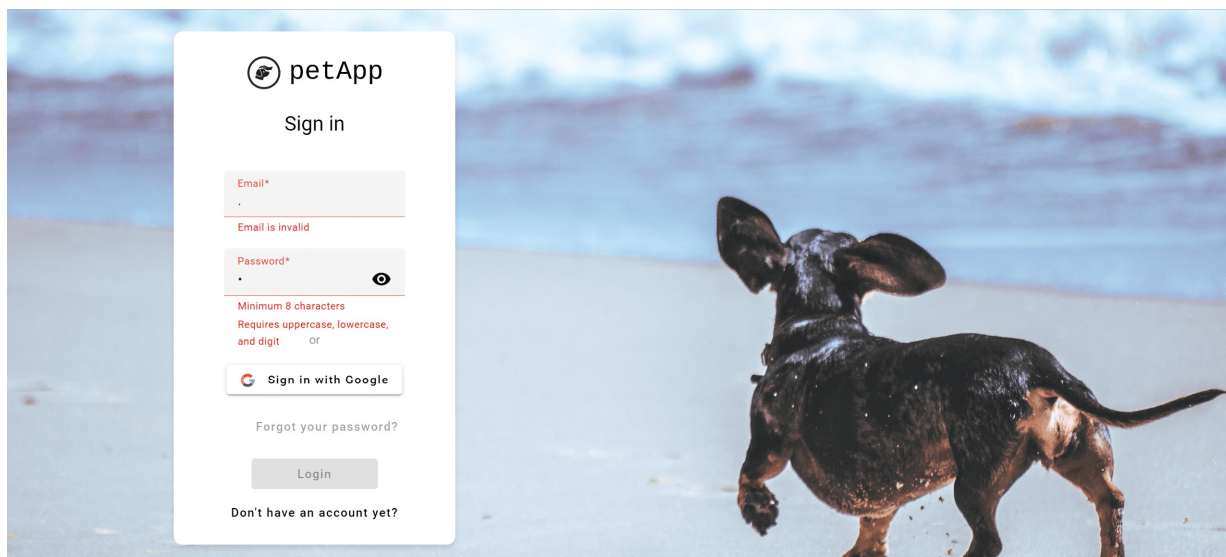 petApp
Sign in
Email*
.
Email is invalid
Password*
•
Minimum 8 characters
Requires uppercase, lowercase,
and digit or
Sign in with Google
Forgot your password?
Login
Don't have an account yet?